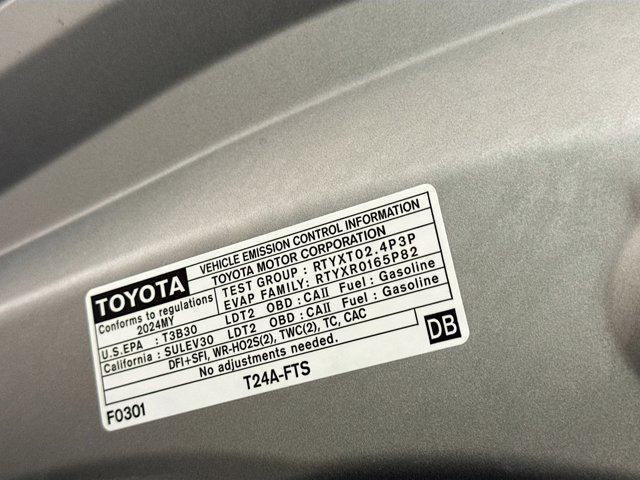 TOYOTA
VEHICLE EMISSION CONTROL INFORMATION
TOYOTA MOTOR CORPORATION
Conforms to regulations
2024MY
TEST GROUP : RTYXT02.4P3P
EVAP FAMILY: RTYXR0165P82
U.S.EPA : T3B30 LDT2 OBD:CAII Fuel : Gasoline
California : SULEV30 LDT2 OBD :CAII Fuel : Gasoline
DFI+SFI, WR-HO2S(2), TWC(2), TC, CAC
No adjustments needed.
DB
T24A-FTS
F0301